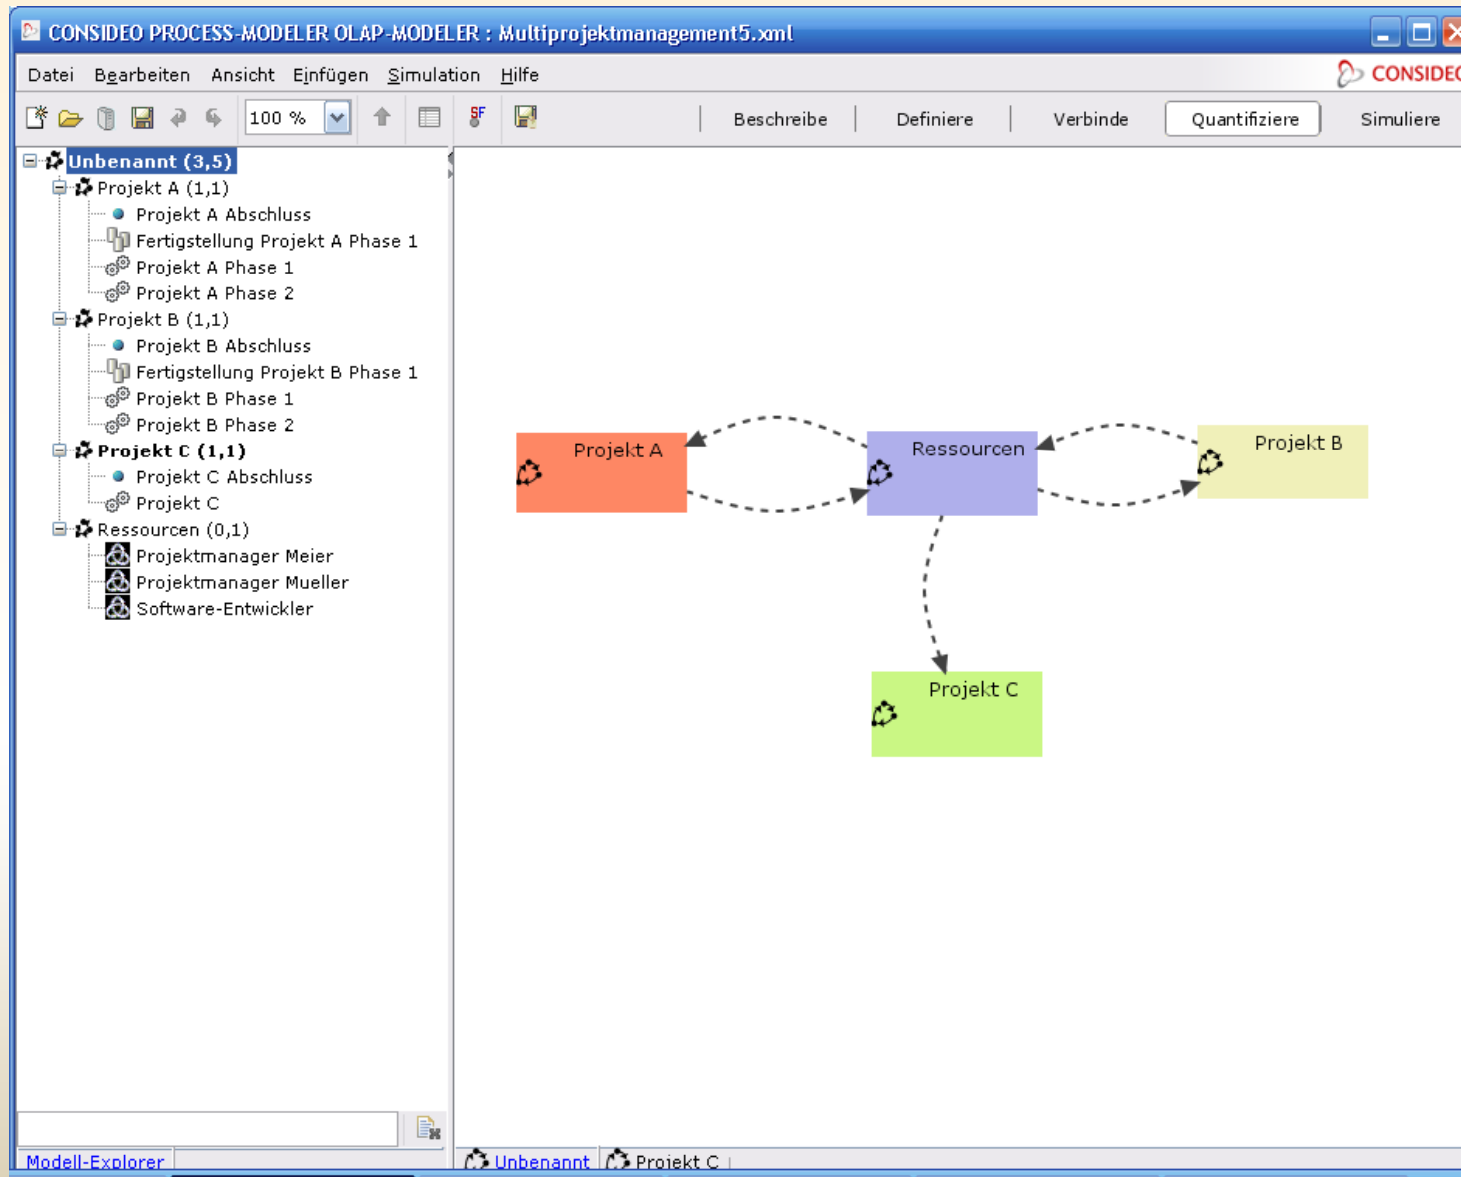 CONSIDEO PROCESS-MODELER OLAP-MODELER : Multiprojektmanagement5.xml
Datei Bearbeiten Ansicht Einfügen Simulation Hilfe
CONSIDEO
100 %
SF
Beschreibe Definiere Verbinde Quantifiziere Simuliere
Unbenannt (3,5)
Projekt A (1,1)
Projekt A Abschluss
Fertigstellung Projekt A Phase 1
Projekt A Phase 1
Projekt A Phase 2
Projekt B (1,1)
Projekt B Abschluss
Fertigstellung Projekt B Phase 1
Projekt B Phase 1
Projekt B Phase 2
Projekt C (1,1)
Projekt C Abschluss
Projekt C
Ressourcen (0,1)
Projektmanager Meier
Projektmanager Mueller
Software-Entwickler
Projekt A
Ressourcen
Projekt B
Projekt C
Modell-Explorer
Unbenannt
Projekt C